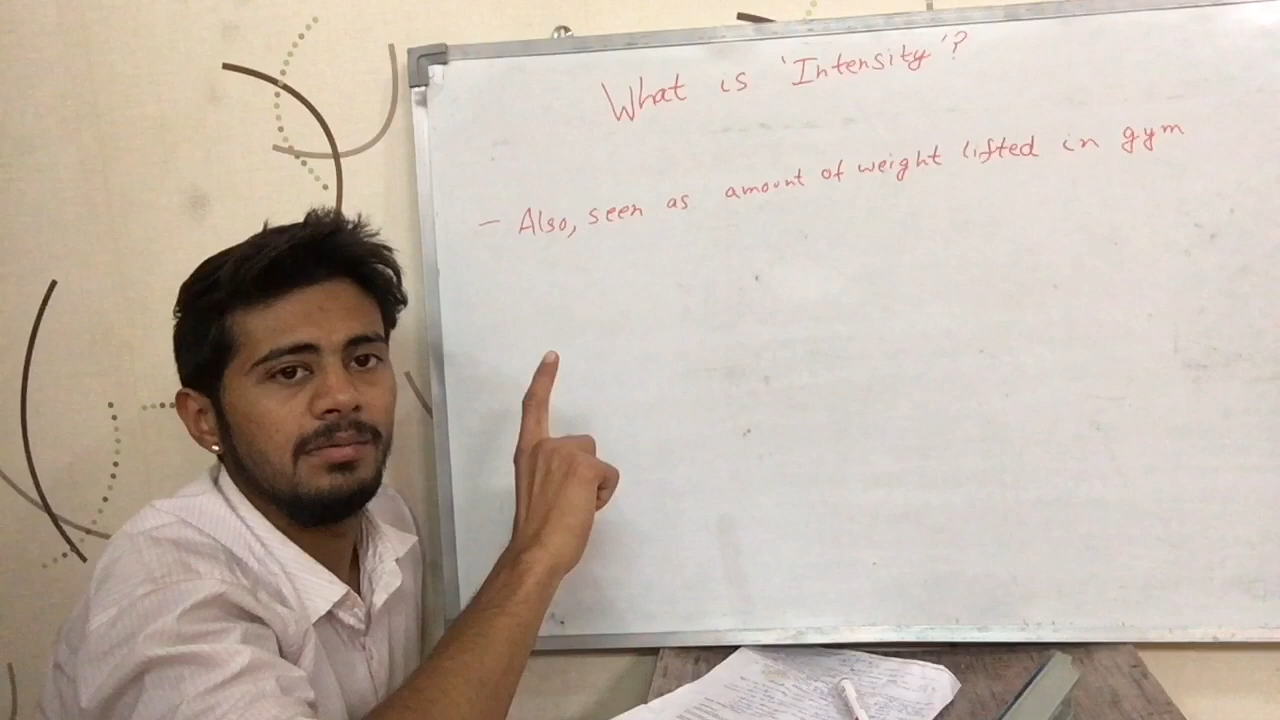 What is 'Intensity'?
- Also, seen as amount of weight lifted in gym